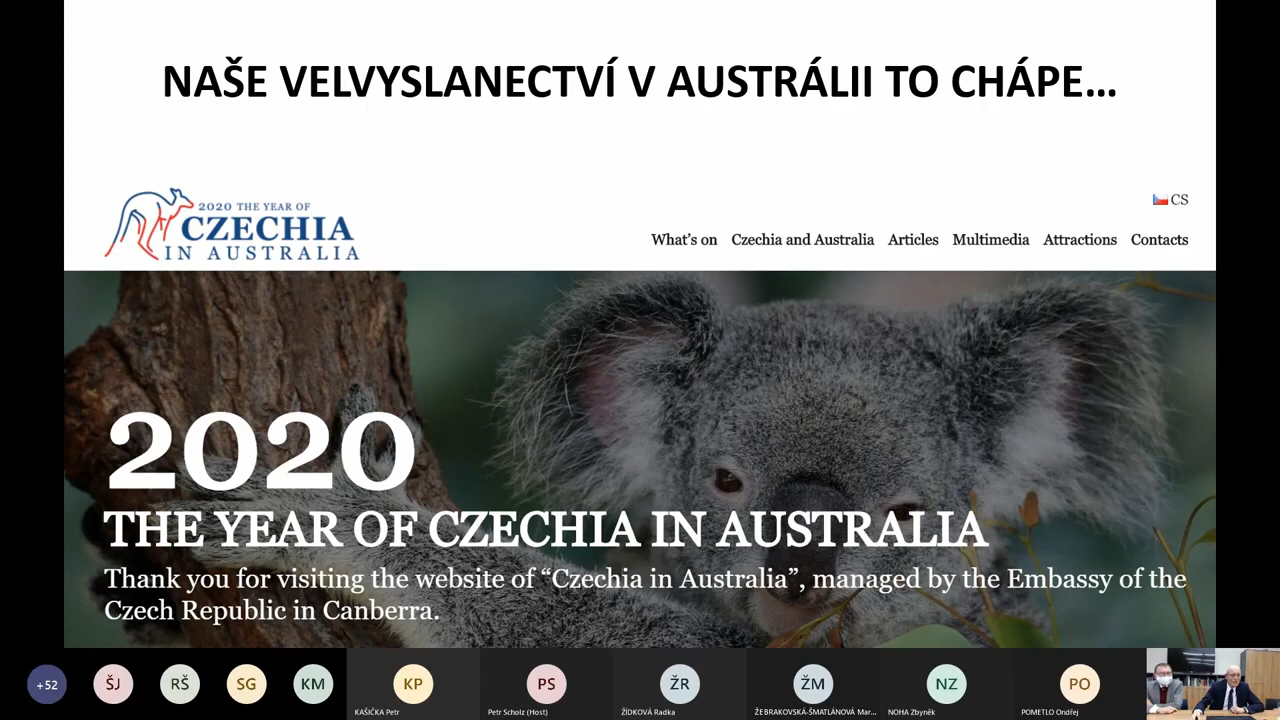 NAŠE VELVYSLANECTVÍ V AUSTRÁLII TO CHÁPE…
2020 THE YEAR OF
CZECHIA
IN AUSTRALIA
CS
What's on Czechia and Australia Articles Multimedia Attractions Contacts
2020
THE YEAR OF CZECHIA IN AUSTRALIA
Thank you for visiting the website of “Czechia in Australia”, managed by the Embassy of the
Czech Republic in Canberra.
+52 ŠJ RŠ SG KM KP PS ŽR ŽM NZ PO
KAŠIČKA Petr Petr Scholz (Host) ŽÍDKOVÁ Radka ŽEBRAKOVSKÁ-ŠMATLÁNOVÁ Mar... NOHA Zbyněk POMETLO Ondřej